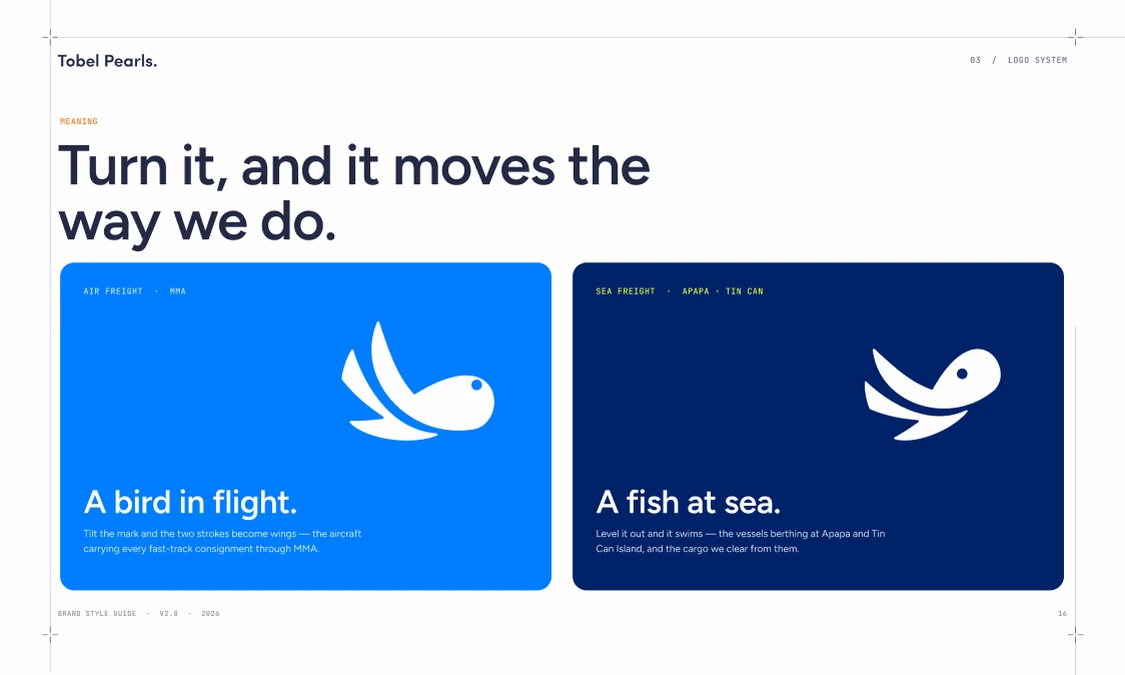 Tobel Pearls.
03 / LOGO SYSTEM
MEANING
Turn it, and it moves the
way we do.
AIR FREIGHT · MMA
A bird in flight.
Tilt the mark and the two strokes become wings — the aircraft
carrying every fast-track consignment through MMA.
SEA FREIGHT · APAPA · TIN CAN
A fish at sea.
Level it out and it swims — the vessels berthing at Apapa and Tin
Can Island, and the cargo we clear from them.
BRAND STYLE GUIDE · V2.0 · 2026
16